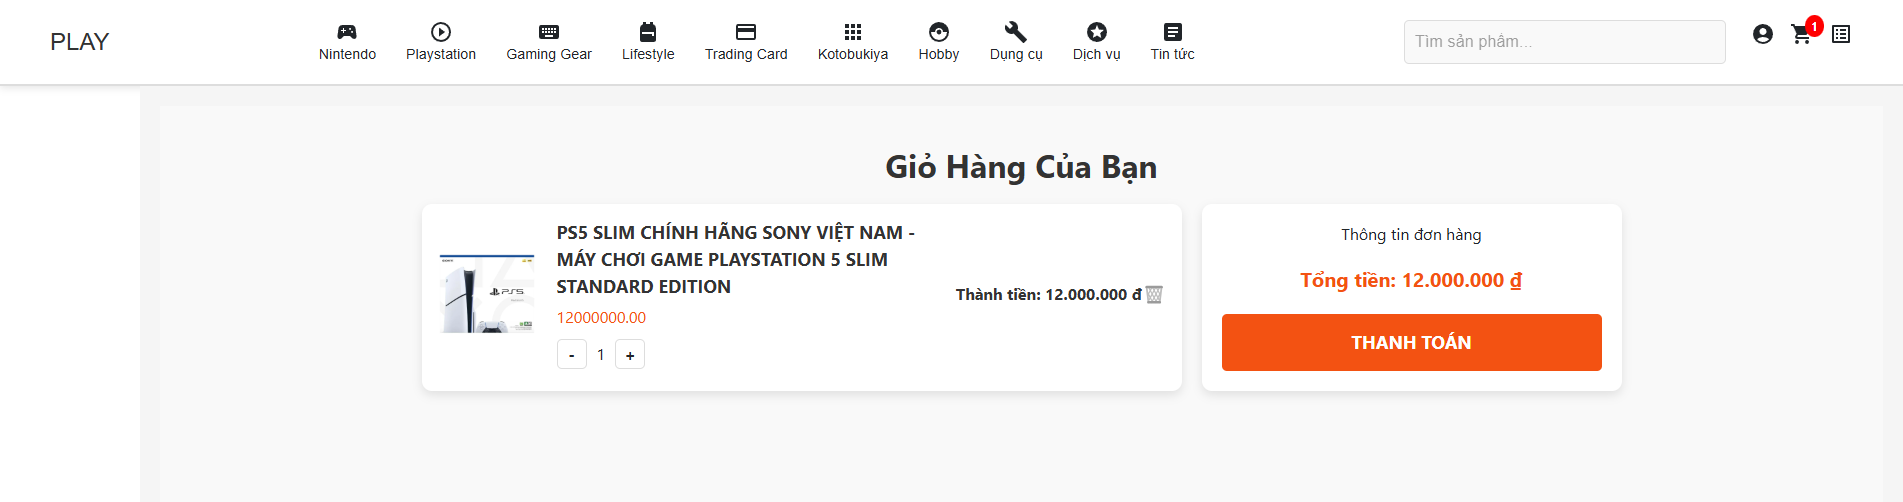 PLAY
Nintendo
Playstation
Gaming Gear
Lifestyle
Trading Card
Kotobukiya
Hobby
Dụng cụ
Dịch vụ
Tin tức
Tìm sản phẩm...
1
Giỏ Hàng Của Bạn
PS5 SLIM CHÍNH HÃNG SONY VIỆT NAM -
MÁY CHƠI GAME PLAYSTATION 5 SLIM
STANDARD EDITION
12000000.00
- 1 +
Thành tiền: 12.000.000 đ
PS5
Thông tin đơn hàng
Tổng tiền: 12.000.000 ₫
THANH TOÁN